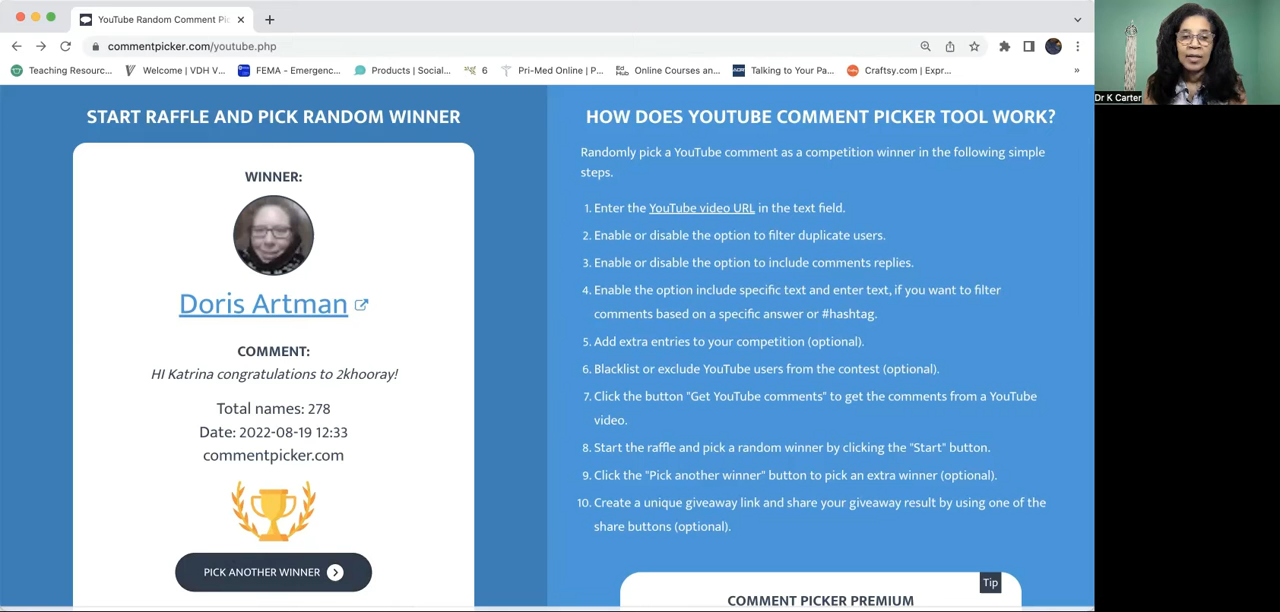 YouTube Random Comment Pic
commentpicker.com/youtube.php
Teaching Resourc...
Welcome | VDH V...
FEMA - Emergenc...
Products | Social...
6
Pri-Med Online | P...
Ed Hub
Online Courses an...
Talking to Your Pa...
Craftsy.com | Expr...
»
Dr K Carter
START RAFFLE AND PICK RANDOM WINNER
WINNER:
Doris Artman
COMMENT:
HI Katrina congratulations to 2khooray!
Total names: 278
Date: 2022-08-19 12:33
commentpicker.com
PICK ANOTHER WINNER
HOW DOES YOUTUBE COMMENT PICKER TOOL WORK?
Randomly pick a YouTube comment as a competition winner in the following simple
steps.
1. Enter the YouTube video URL in the text field.
2. Enable or disable the option to filter duplicate users.
3. Enable or disable the option to include comments replies.
4. Enable the option include specific text and enter text, if you want to filter
comments based on a specific answer or #hashtag.
5. Add extra entries to your competition (optional).
6. Blacklist or exclude YouTube users from the contest (optional).
7. Click the button "Get YouTube comments" to get the comments from a YouTube
video.
8. Start the raffle and pick a random winner by clicking the "Start" button.
9. Click the "Pick another winner" button to pick an extra winner (optional).
10. Create a unique giveaway link and share your giveaway result by using one of the
share buttons (optional).
Tip
COMMENT PICKER PREMIUM